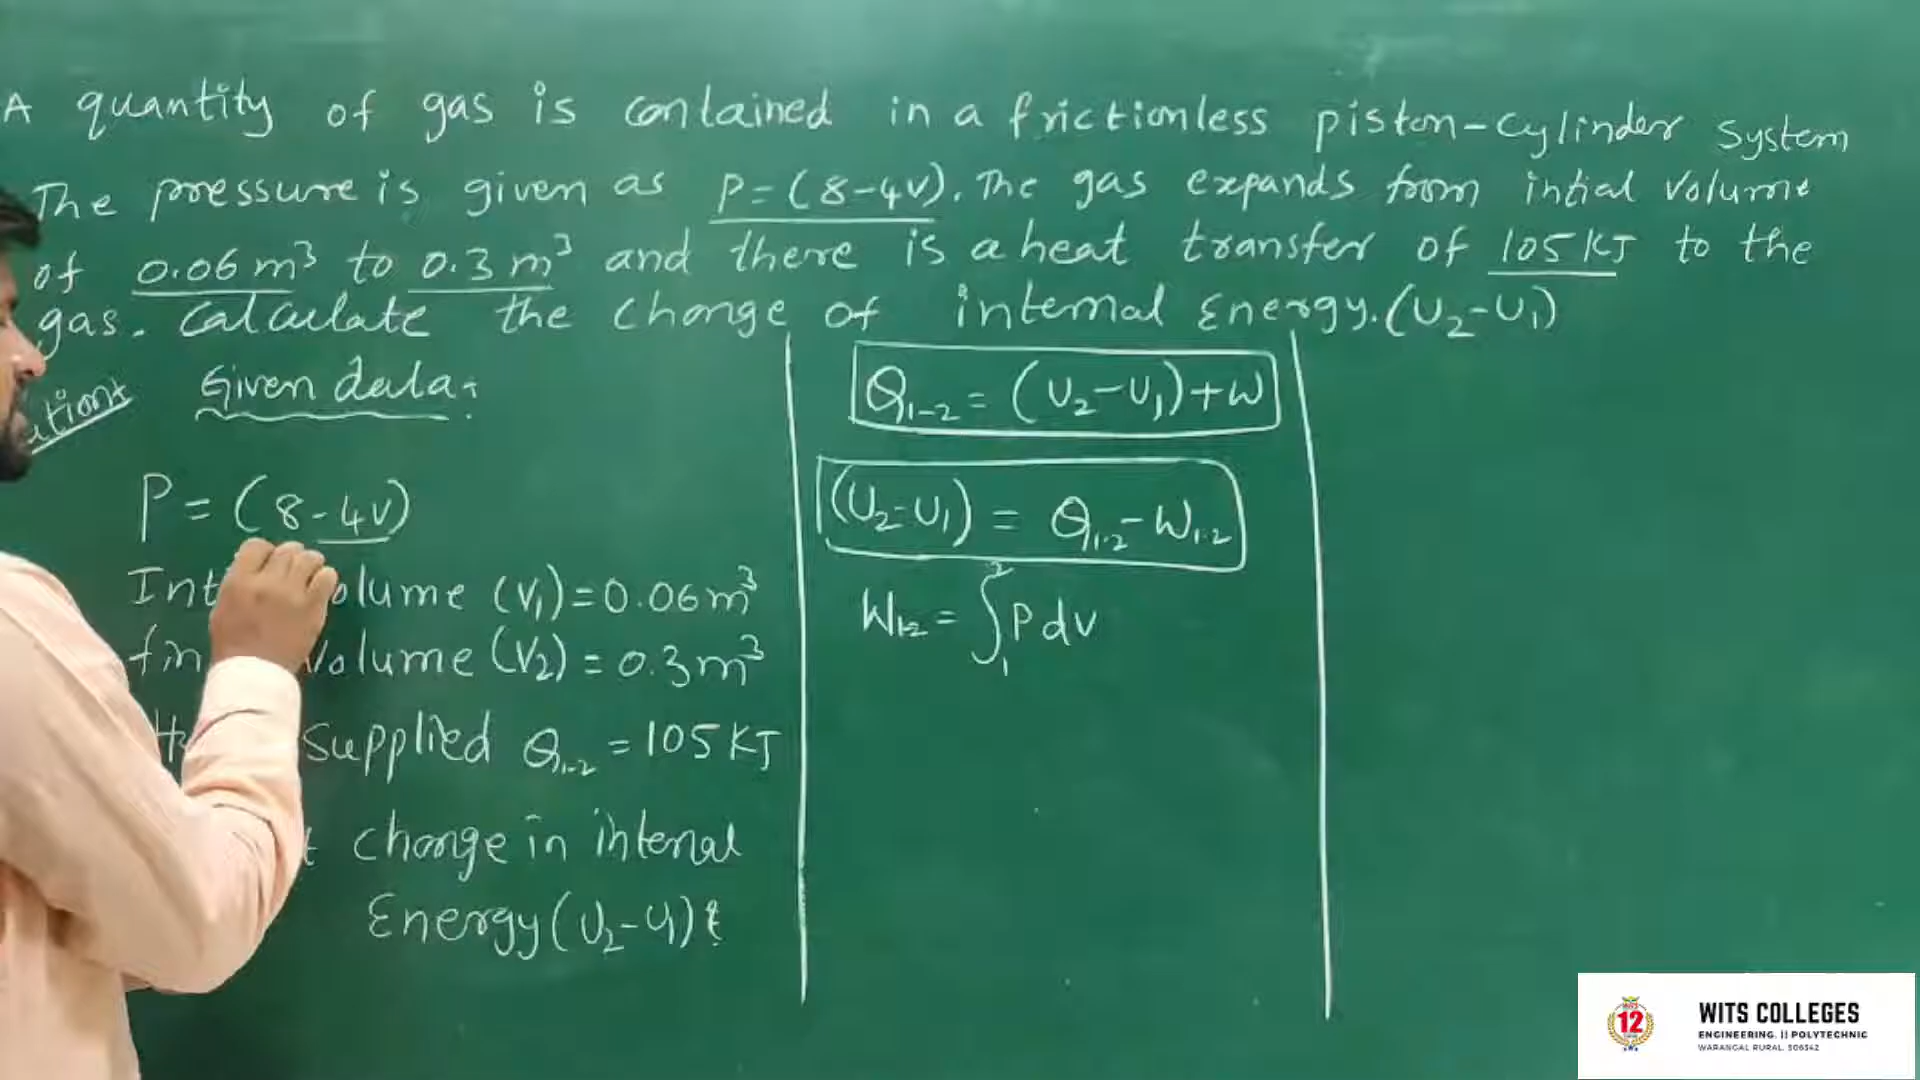 A quantity of gas is contained in a frictionless piston-cylinder system
The pressure is given as P=(8-4v). The gas expands from intial volume
of 0.06m³ to 0.3m³ and there is a heat transfer of 105KJ to the
gas. Calculate the change of internal Energy.(U₂-U₁)
Given data:
P = (8-4v)
Volume (V₁)=0.06m³
Volume (V₂) = 0.3m³
Supplied Q₁₋₂ = 105KJ
change in internal
Energy(U₂-U₁)
Q₁₋₂ = (U₂-U₁)+W
(U₂-U₁) = Q₁₋₂-W₁₋₂
W₁₋₂ = ∫₁² P dv
12
WITS COLLEGES
ENGINEERING. || POLYTECHNIC
WARANGAL RURAL. 506342